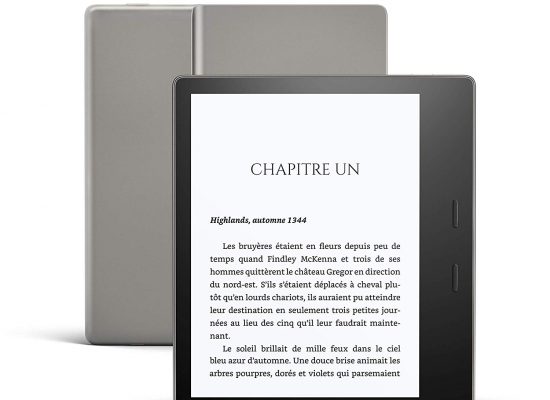 CHAPITRE UN
Highlands, automne 1344
Les bruyères étaient en fleurs depuis peu de
temps quand Findley McKenna et trois de ses
hommes quittèrent le château Gregor en direction
du nord-est. S'ils s'étaient déplacés à cheval plu-
tôt qu'en lourds chariots, ils auraient pu atteindre
leur destination en seulement trois petites jour-
nées au lieu des cinq qu'il leur faudrait mainte-
nant.
Le soleil brillait de mille feux dans le ciel
bleu azur d'automne. Une douce brise animait les
arbres pourpres, dorés et violets qui parsemaient